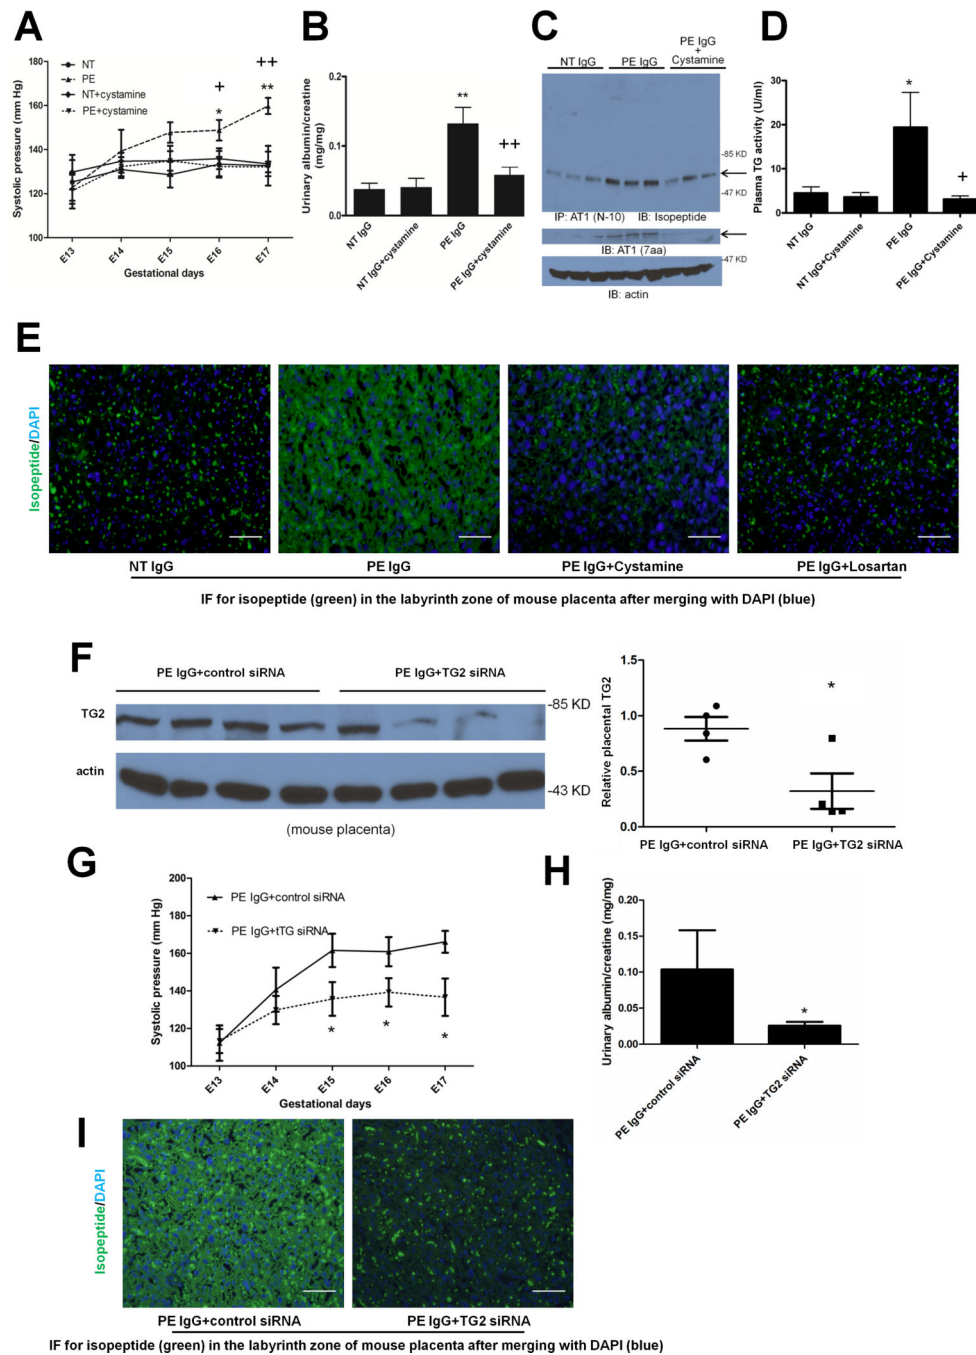 A
Systolic pressure (mm Hg)
180
160
140
120
100
NT
PE
NT+cystamine
PE+cystamine
++
+
**
*
E13
E14
E15
E16
E17
Gestational days
B
Urinary albumin/creatine
(mg/mg)
0.2
0.1
0.0
**
++
NT IgG
NT IgG+cystamine
PE IgG
PE IgG+cystamine
C
NT IgG
PE IgG
PE IgG
+
Cystamine
-85 KD
-47 KD
IP: AT1 (N-10) IB: Isopeptide
IB: AT1 (7aa)
-47 KD
IB: actin
D
Plasma TG activity (U/ml)
30
20
10
0
*
+
NT IgG
NT IgG+Cystamine
PE IgG
PE IgG+Cystamine
E
Isopeptide/DAPI
NT IgG
PE IgG
PE IgG+Cystamine
PE IgG+Losartan
IF for isopeptide (green) in the labyrinth zone of mouse placenta after merging with DAPI (blue)
F
PE IgG+control siRNA
PE IgG+TG2 siRNA
TG2
-85 KD
actin
-43 KD
(mouse placenta)
Relative placental TG2
1.5
1.0
0.5
0.0
*
PE IgG+control siRNA
PE IgG+TG2 siRNA
G
Systolic pressure (mm Hg)
200
180
160
140
120
100
PE IgG+control siRNA
PE IgG+tTG siRNA
*
*
*
E13
E14
E15
E16
E17
Gestational days
H
Urinary albumin/creatine (mg/mg)
0.20
0.15
0.10
0.05
0.00
*
PE IgG+control siRNA
PE IgG+TG2 siRNA
I
Isopeptide/DAPI
PE IgG+control siRNA
PE IgG+TG2 siRNA
IF for isopeptide (green) in the labyrinth zone of mouse placenta after merging with DAPI (blue)